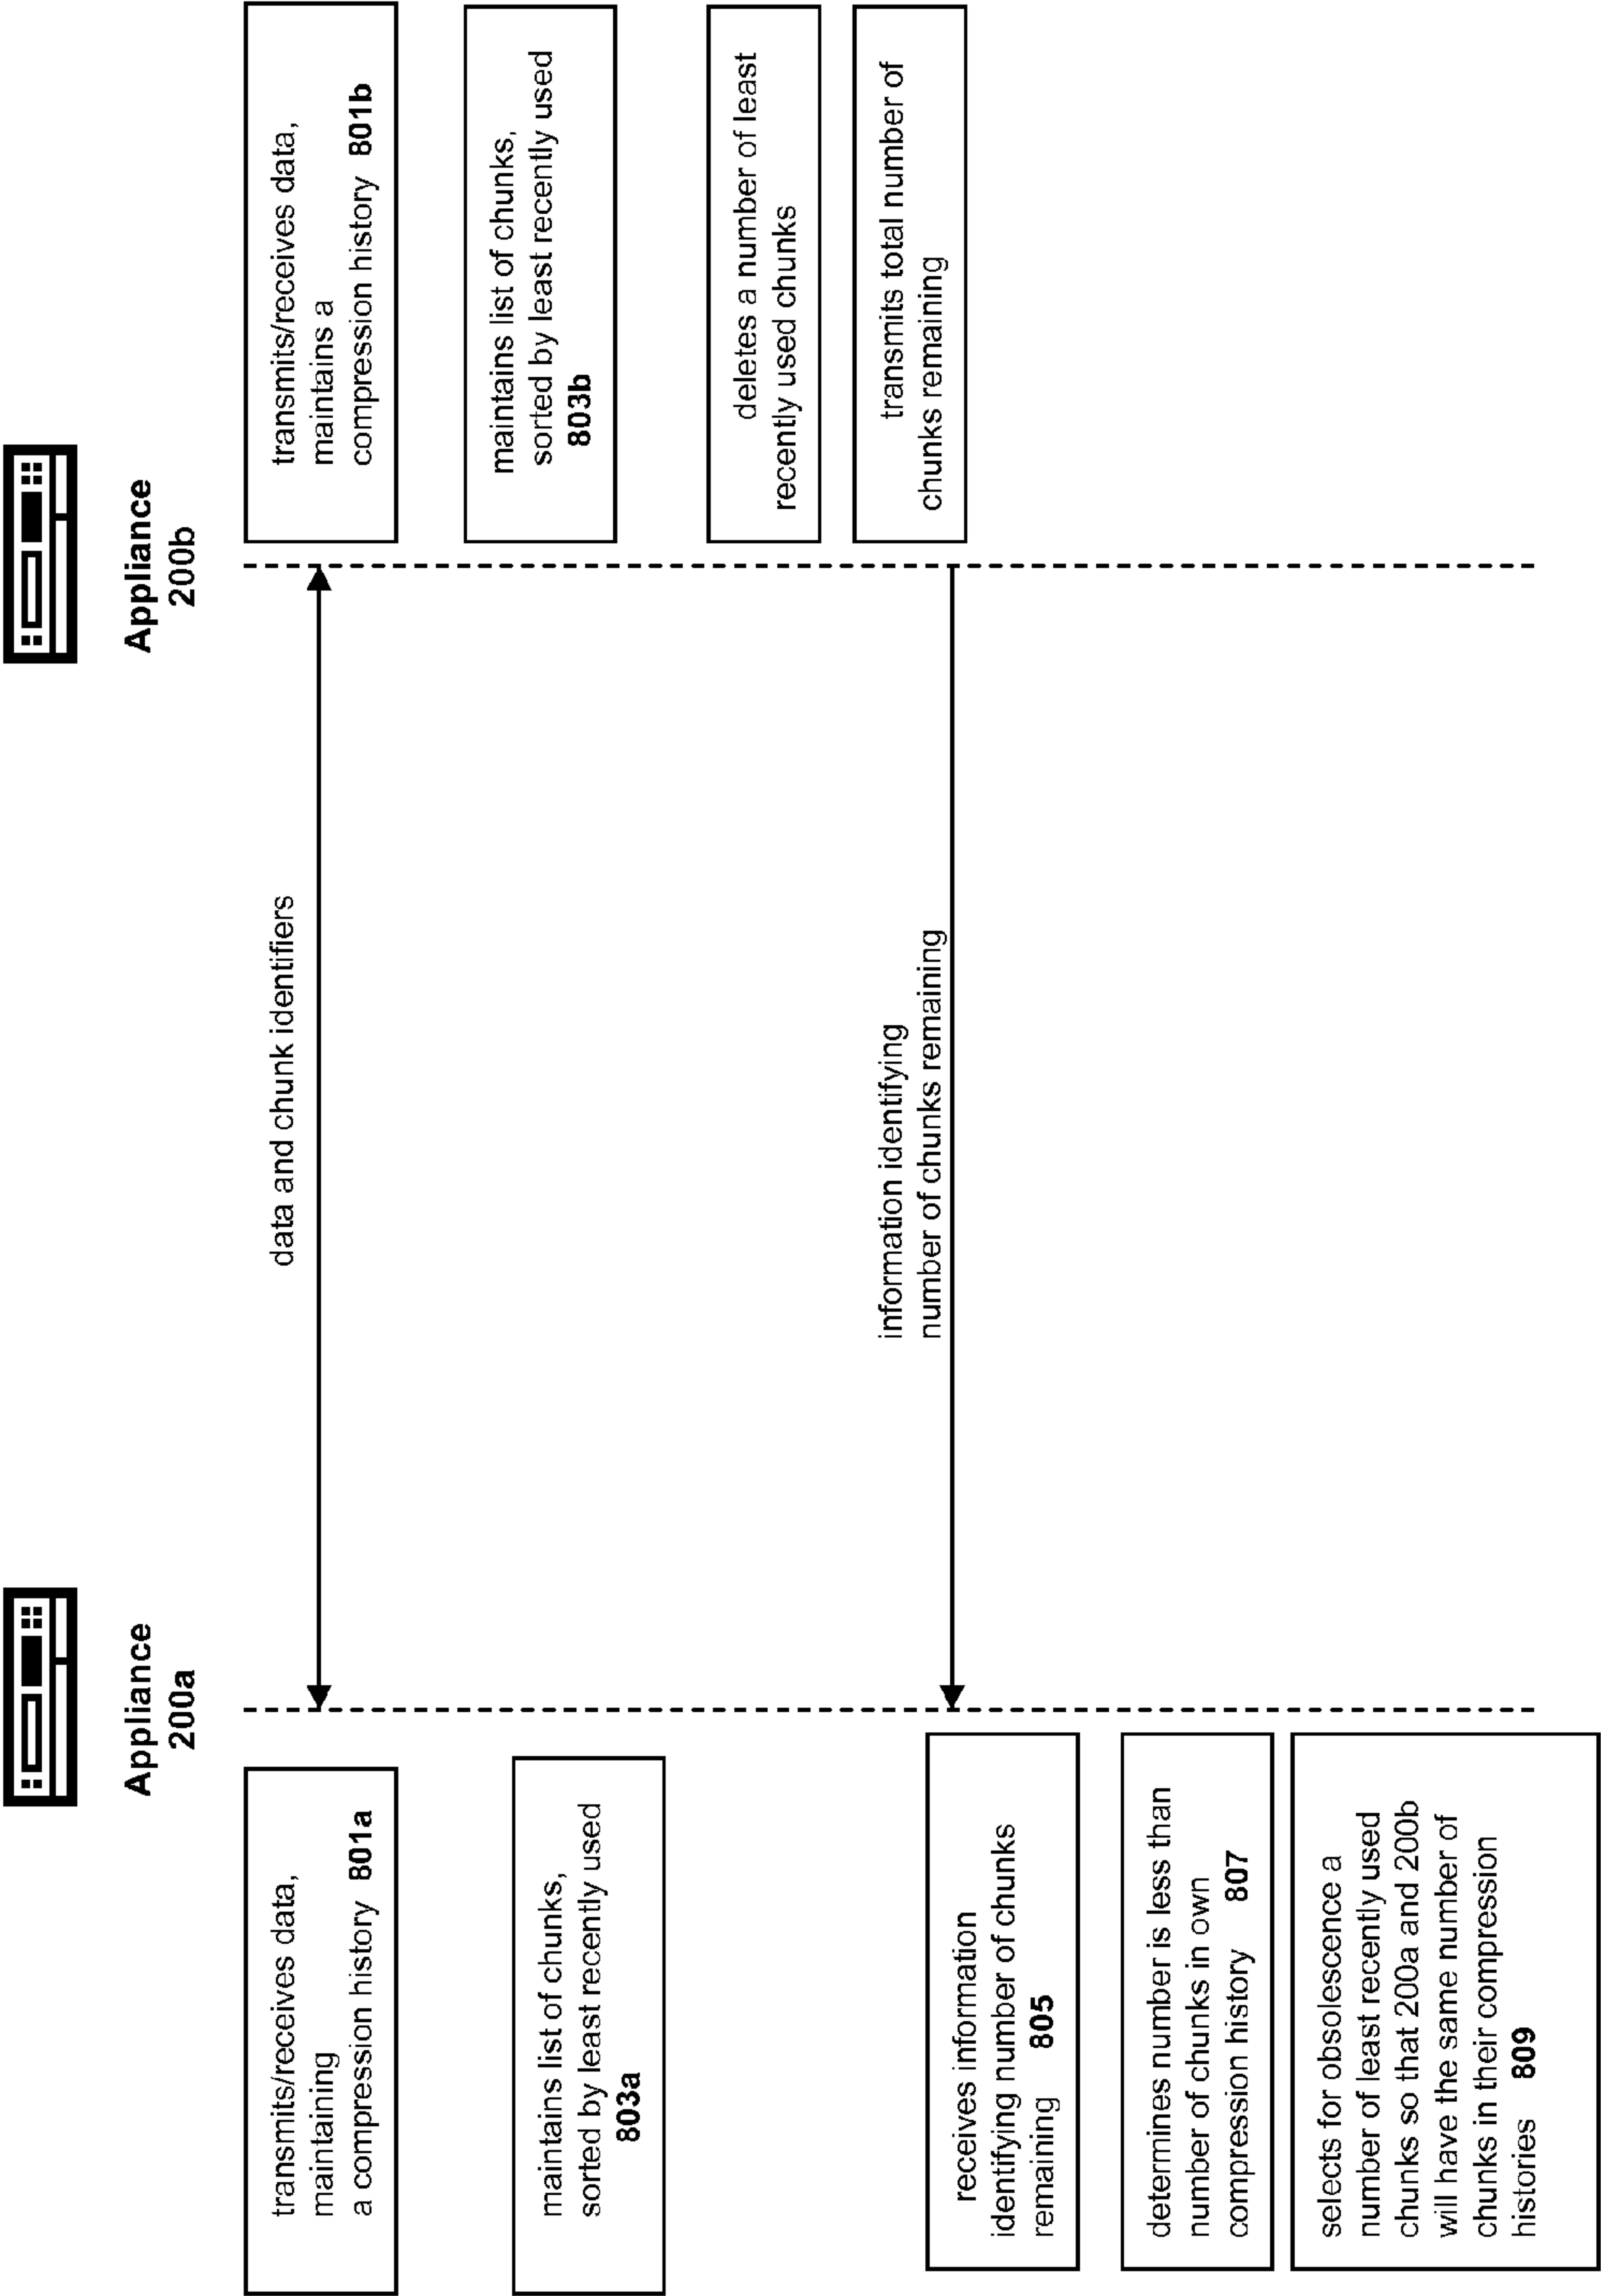 Appliance
200a
Appliance
200b
transmits/receives data,
maintaining
a compression history 801a
data and chunk identifiers
transmits/receives data,
maintains a
compression history 801b
maintains list of chunks,
sorted by least recently used
803a
maintains list of chunks,
sorted by least recently used
803b
deletes a number of least
recently used chunks
transmits total number of
chunks remaining
information identifying
number of chunks remaining
receives information
identifying number of chunks
remaining 805
determines number is less than
number of chunks in own
compression history 807
selects for obsolescence a
number of least recently used
chunks so that 200a and 200b
will have the same number of
chunks in their compression
histories 809